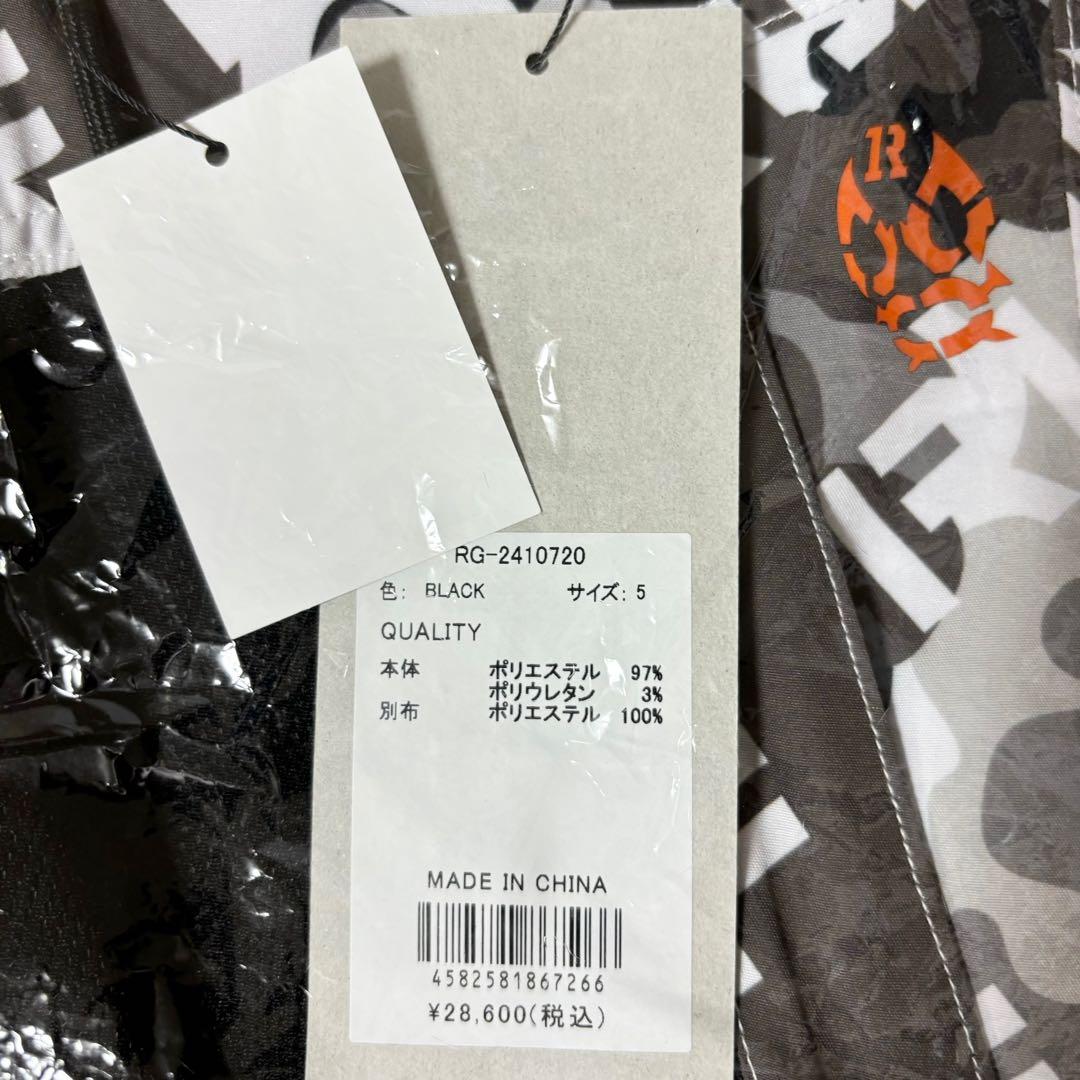 R
RG-2410720
色: BLACK サイズ: 5
QUALITY
本体 ポリエステル 97%
ポリウレタン 3%
別布 ポリエステル 100%
MADE IN CHINA
4582581867266
¥28,600(税込)